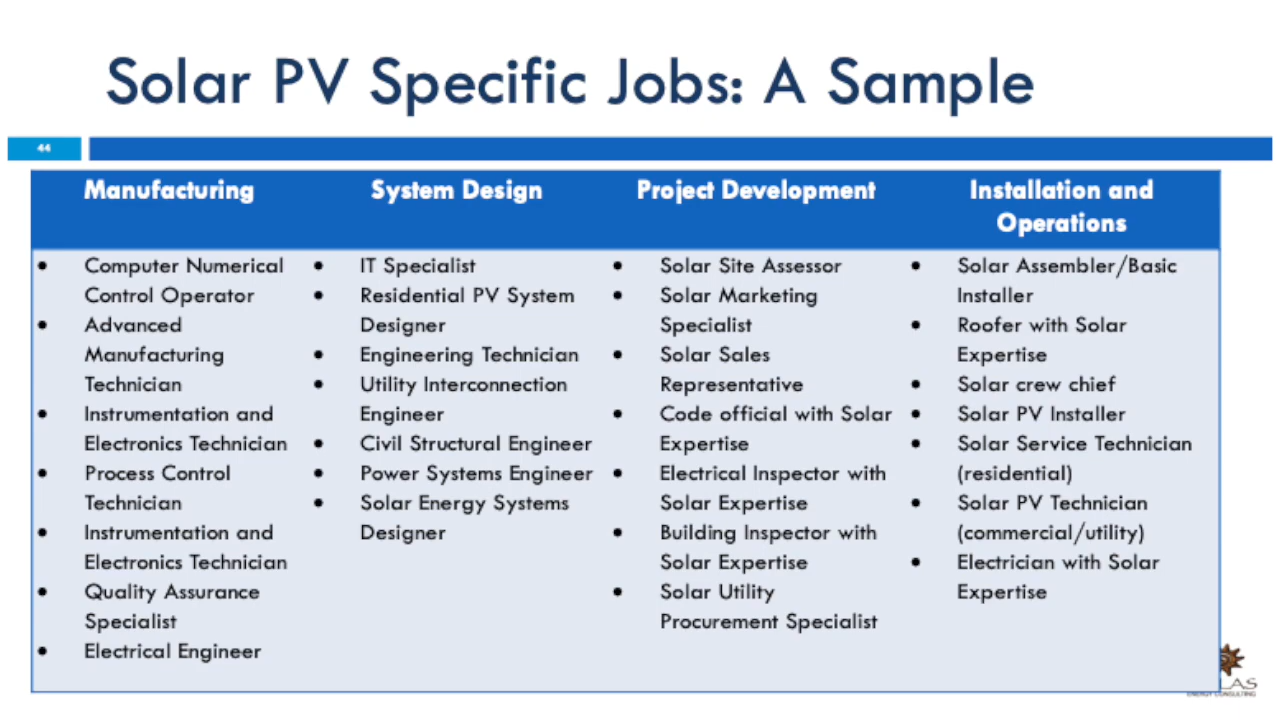 Solar PV Specific Jobs: A Sample
44
Manufacturing
Computer Numerical
Control Operator
Advanced
Manufacturing
Technician
Instrumentation and
Electronics Technician
Process Control
Technician
Instrumentation and
Electronics Technician
Quality Assurance
Specialist
Electrical Engineer
System Design
IT Specialist
Residential PV System
Designer
Engineering Technician
Utility Interconnection
Engineer
Civil Structural Engineer
Power Systems Engineer
Solar Energy Systems
Designer
Project Development
Solar Site Assessor
Solar Marketing
Specialist
Solar Sales
Representative
Code official with Solar
Expertise
Electrical Inspector with
Solar Expertise
Building Inspector with
Solar Expertise
Solar Utility
Procurement Specialist
Installation and
Operations
Solar Assembler/Basic
Installer
Roofer with Solar
Expertise
Solar crew chief
Solar PV Installer
Solar Service Technician
(residential)
Solar PV Technician
(commercial/utility)
Electrician with Solar
Expertise
ENERGY CONSULTING